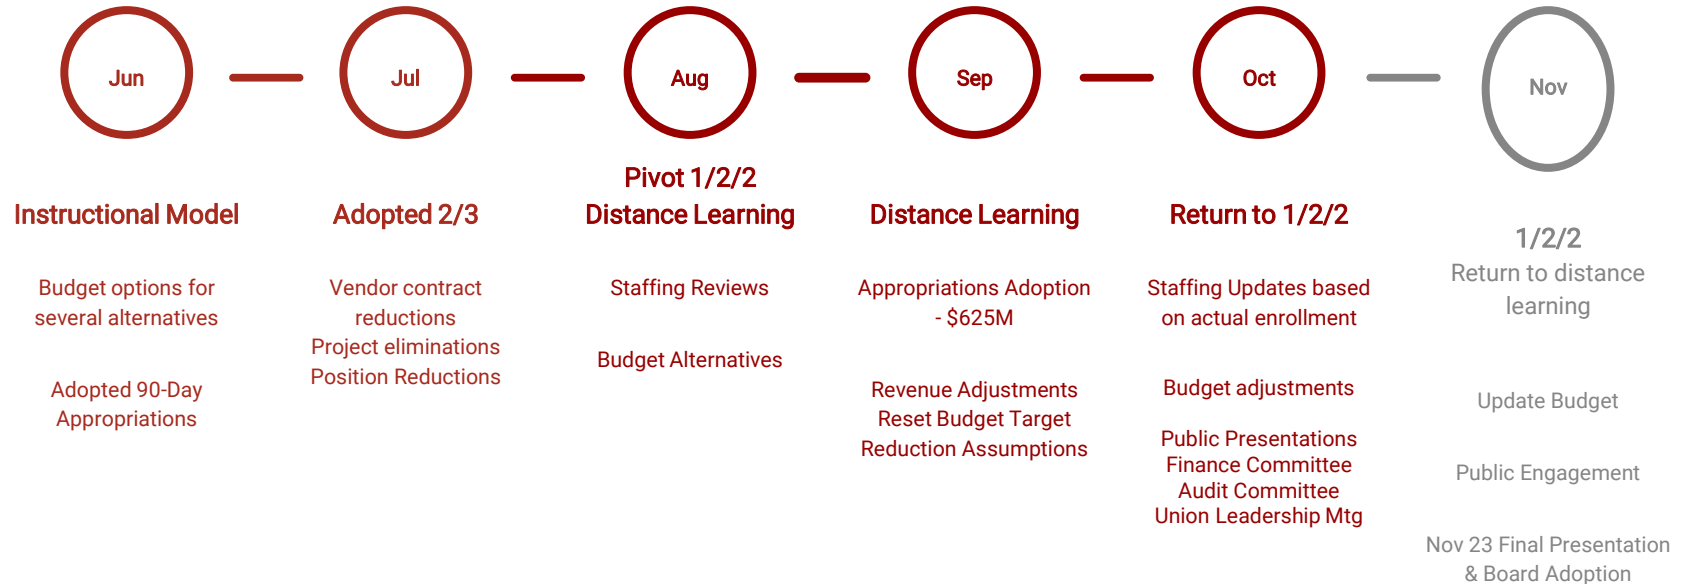 Jun
Jul
Aug
Sep
Oct
Nov
Instructional Model
Budget options for
several alternatives
Adopted 90-Day
Appropriations
Adopted 2/3
Vendor contract
reductions
Project eliminations
Position Reductions
Pivot 1/2/2
Distance Learning
Staffing Reviews
Budget Alternatives
Distance Learning
Appropriations Adoption
- $625M
Revenue Adjustments
Reset Budget Target
Reduction Assumptions
Return to 1/2/2
Staffing Updates based
on actual enrollment
Budget adjustments
Public Presentations
Finance Committee
Audit Committee
Union Leadership Mtg
1/2/2
Return to distance
learning
Update Budget
Public Engagement
Nov 23 Final Presentation
& Board Adoption